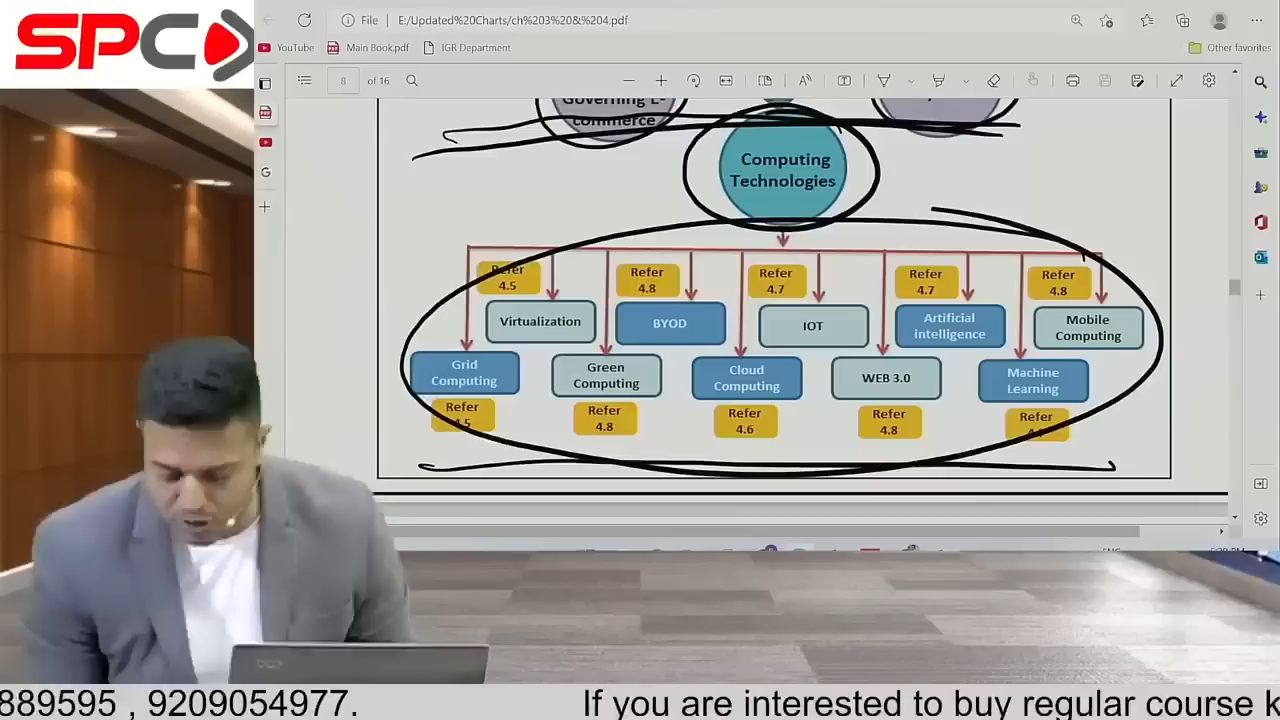 SPC
File E:/Updated%20Charts/ch%203%20&%204.pdf
YouTube Main Book.pdf IGR Department Other favorites
8 of 16
Governing E-
commerce
Computing
Technologies
Refer
4.5
Refer
4.8
Refer
4.7
Refer
4.7
Refer
4.8
Virtualization
BYOD
IOT
Artificial
intelligence
Mobile
Computing
Grid
Computing
Green
Computing
Cloud
Computing
WEB 3.0
Machine
Learning
Refer
4.5
Refer
4.8
Refer
4.6
Refer
4.8
Refer
889595 , 9209054977. If you are interested to buy regular course k